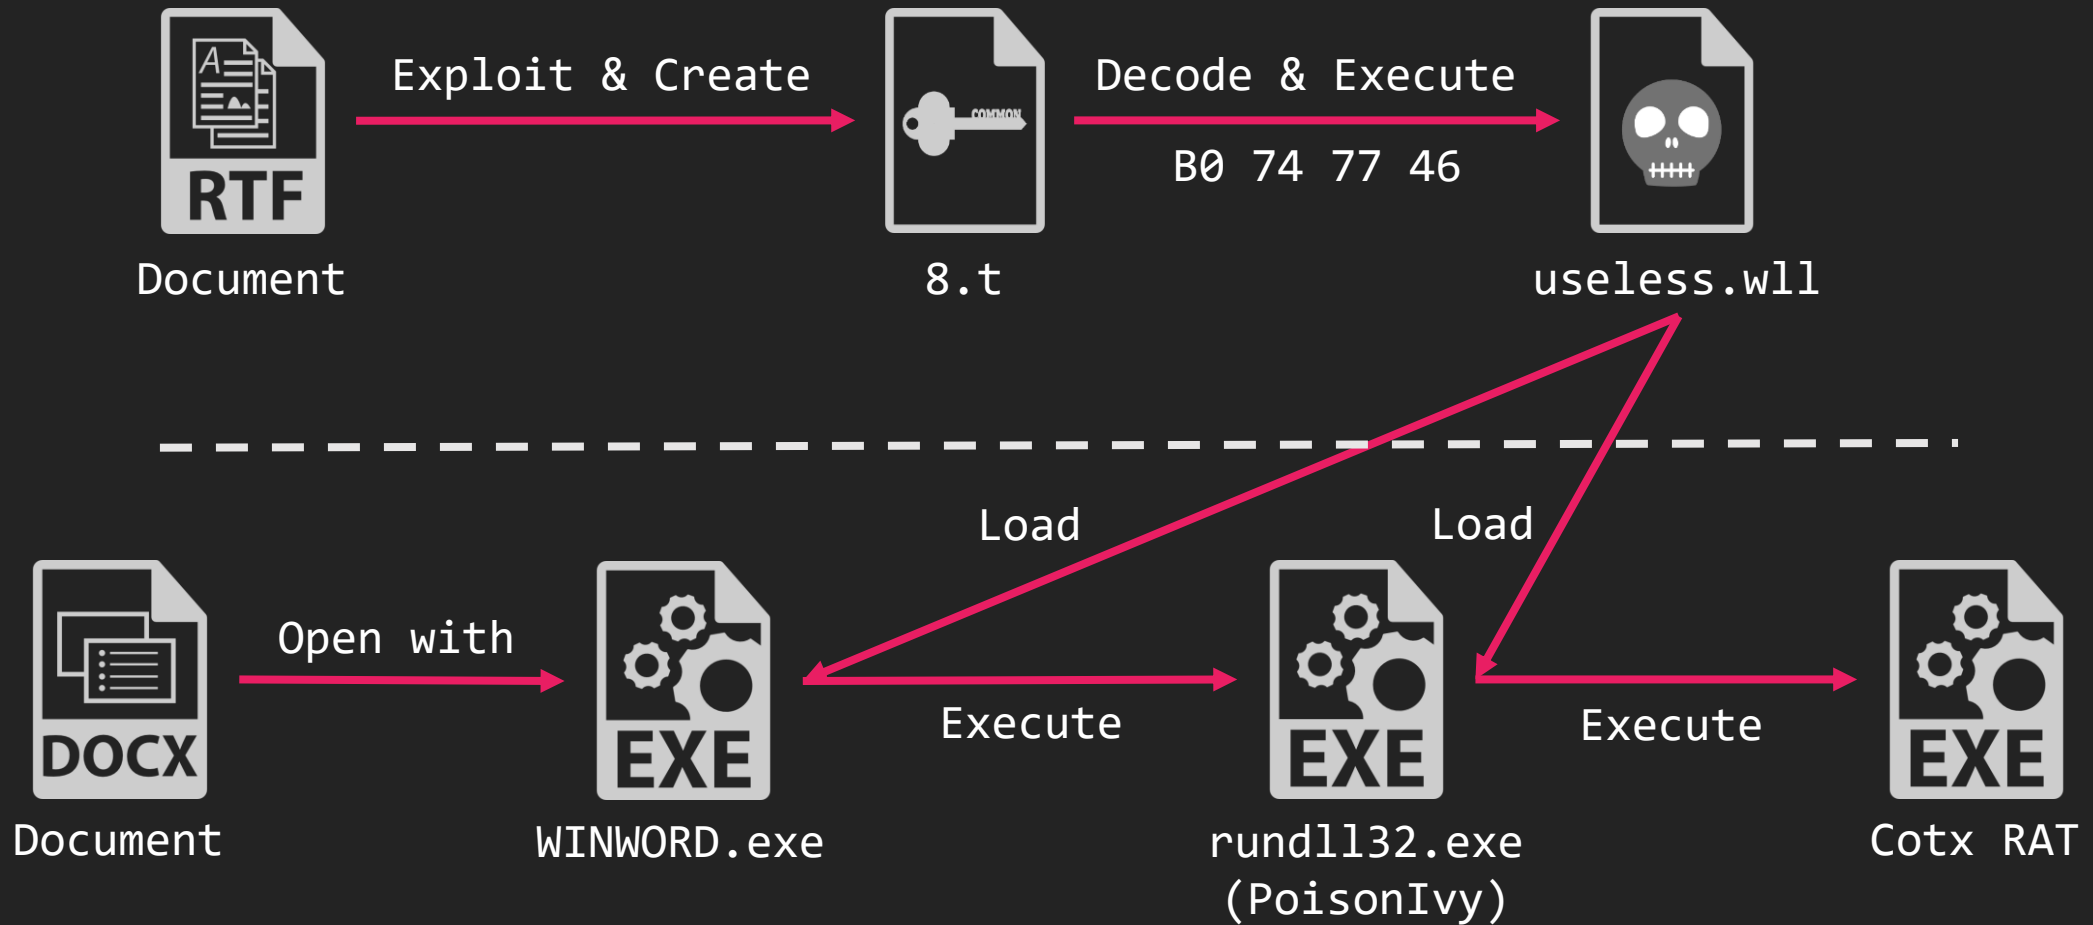 Exploit & Create
Decode & Execute
A
COMMON
B0 74 77 46
RTF
Document
8.t
useless.wll
Load
Load
Open with
Execute
Execute
DOCX
EXE
EXE
EXE
Document
WINWORD.exe
rundll32.exe
(PoisonIvy)
Cotx RAT